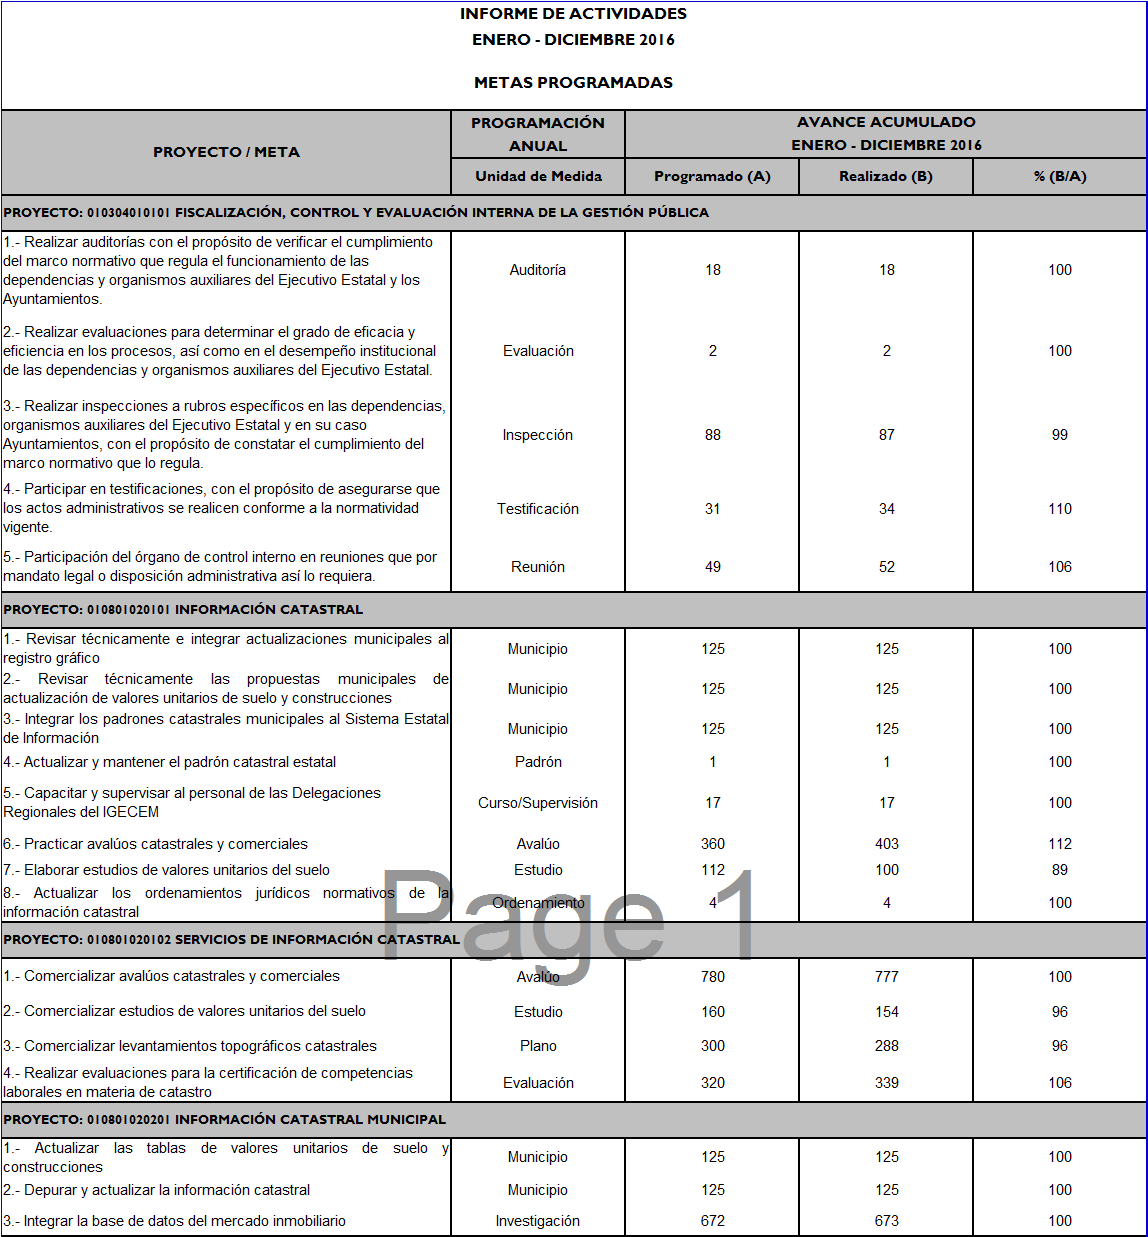 INFORME DE ACTIVIDADES
ENERO - DICIEMBRE 2016
METAS PROGRAMADAS
PROYECTO / META
PROGRAMACIÓN
ANUAL
AVANCE ACUMULADO
ENERO - DICIEMBRE 2016
Unidad de Medida Programado (A) Realizado (B) % (B/A)
PROYECTO: 010304010101 FISCALIZACIÓN, CONTROL Y EVALUACIÓN INTERNA DE LA GESTIÓN PÚBLICA
1.- Realizar auditorías con el propósito de verificar el cumplimiento
del marco normativo que regula el funcionamiento de las
dependencias y organismos auxiliares del Ejecutivo Estatal y los
Ayuntamientos.
Auditoría 18 18 100
2.- Realizar evaluaciones para determinar el grado de eficacia y
eficiencia en los procesos, así como en el desempeño institucional
de las dependencias y organismos auxiliares del Ejecutivo Estatal.
Evaluación 2 2 100
3.- Realizar inspecciones a rubros específicos en las dependencias,
organismos auxiliares del Ejecutivo Estatal y en su caso
Ayuntamientos, con el propósito de constatar el cumplimiento del
marco normativo que lo regula.
Inspección 88 87 99
4.- Participar en testificaciones, con el propósito de asegurarse que
los actos administrativos se realicen conforme a la normatividad
vigente.
Testificación 31 34 110
5.- Participación del órgano de control interno en reuniones que por
mandato legal o disposición administrativa así lo requiera.
Reunión 49 52 106
PROYECTO: 010801020101 INFORMACIÓN CATASTRAL
1.- Revisar técnicamente e integrar actualizaciones municipales al
registro gráfico
Municipio 125 125 100
2.- Revisar técnicamente las propuestas municipales de
actualización de valores unitarios de suelo y construcciones
Municipio 125 125 100
3.- Integrar los padrones catastrales municipales al Sistema Estatal
de Información
Municipio 125 125 100
4.- Actualizar y mantener el padrón catastral estatal Padrón 1 1 100
5.- Capacitar y supervisar al personal de las Delegaciones
Regionales del IGECEM
Curso/Supervisión 17 17 100
6.- Practicar avalúos catastrales y comerciales Avalúo 360 403 112
7.- Elaborar estudios de valores unitarios del suelo Estudio 112 100 89
8.- Actualizar los ordenamientos jurídicos normativos de la
información catastral
Ordenamiento 4 4 100
Page 1
PROYECTO: 010801020102 SERVICIOS DE INFORMACIÓN CATASTRAL
1.- Comercializar avalúos catastrales y comerciales Avalúo 780 777 100
2.- Comercializar estudios de valores unitarios del suelo Estudio 160 154 96
3.- Comercializar levantamientos topográficos catastrales Plano 300 288 96
4.- Realizar evaluaciones para la certificación de competencias
laborales en materia de catastro
Evaluación 320 339 106
PROYECTO: 010801020201 INFORMACIÓN CATASTRAL MUNICIPAL
1.- Actualizar las tablas de valores unitarios de suelo y
construcciones
Municipio 125 125 100
2.- Depurar y actualizar la información catastral Municipio 125 125 100
3.- Integrar la base de datos del mercado inmobiliario Investigación 672 673 100